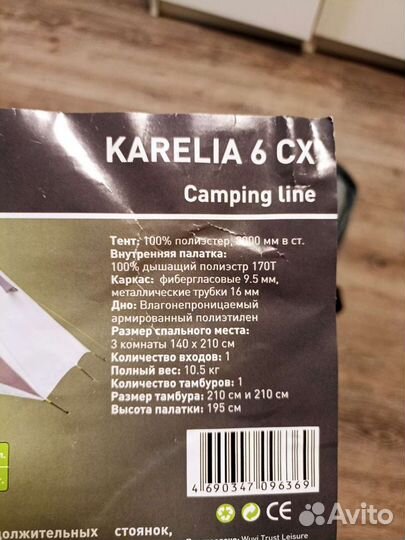 KARELIA 6 CX
Camping line
Тент: 100% полиэстер, 3000 мм в ст.
Внутренняя палатка:
100% дышащий полиэстр 170Т
Каркас: фибергласовые 9.5 мм,
металлические трубки 16 мм
Дно: Влагонепроницаемый
армированный полиэтилен
Размер спального места:
3 комнаты 140 х 210 см
Количество входов: 1
Полный вес: 10.5 кг
Количество тамбуров: 1
Размер тамбура: 210 см и 210 см
Высота палатки: 195 см
4 690347 096369
должительных стоянок,
Wuyi Trust Leisure
Avito